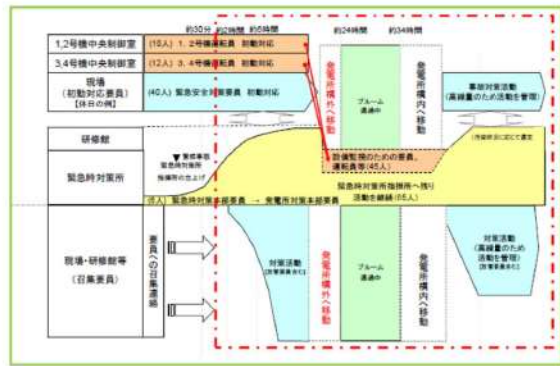 約30分 約2時間 約6時間
約24時間 約34時間
1,2号機中央制御室
(18人) 1,2号機運転員 初動対応
3,4号機中央制御室
(12人) 3,4号機運転員 初動対応
現場
(初動対応要員)
【休日の例】
(40人) 緊急安全対策要員 初動対応
発電所構外へ移動
プルーム
通過中
発電所構内へ移動
事故対策活動
(高線量のため活動を管理)
研修館
▼警戒事象
緊急時対策所
指揮所の立上げ
緊急時対策所
設備監視のための要員、
運転員等(45人)
緊急時対策所指揮所へ残り
活動を継続(65人)
(6人) 緊急時対策本部要員 → 発電所対策本部要員
現場・研修館等
(召集要員)
要員への召集連絡
対策活動
発電所構外へ移動
プルーム
通過中
発電所構内へ移動
対策活動
(高線量のため
活動を管理)